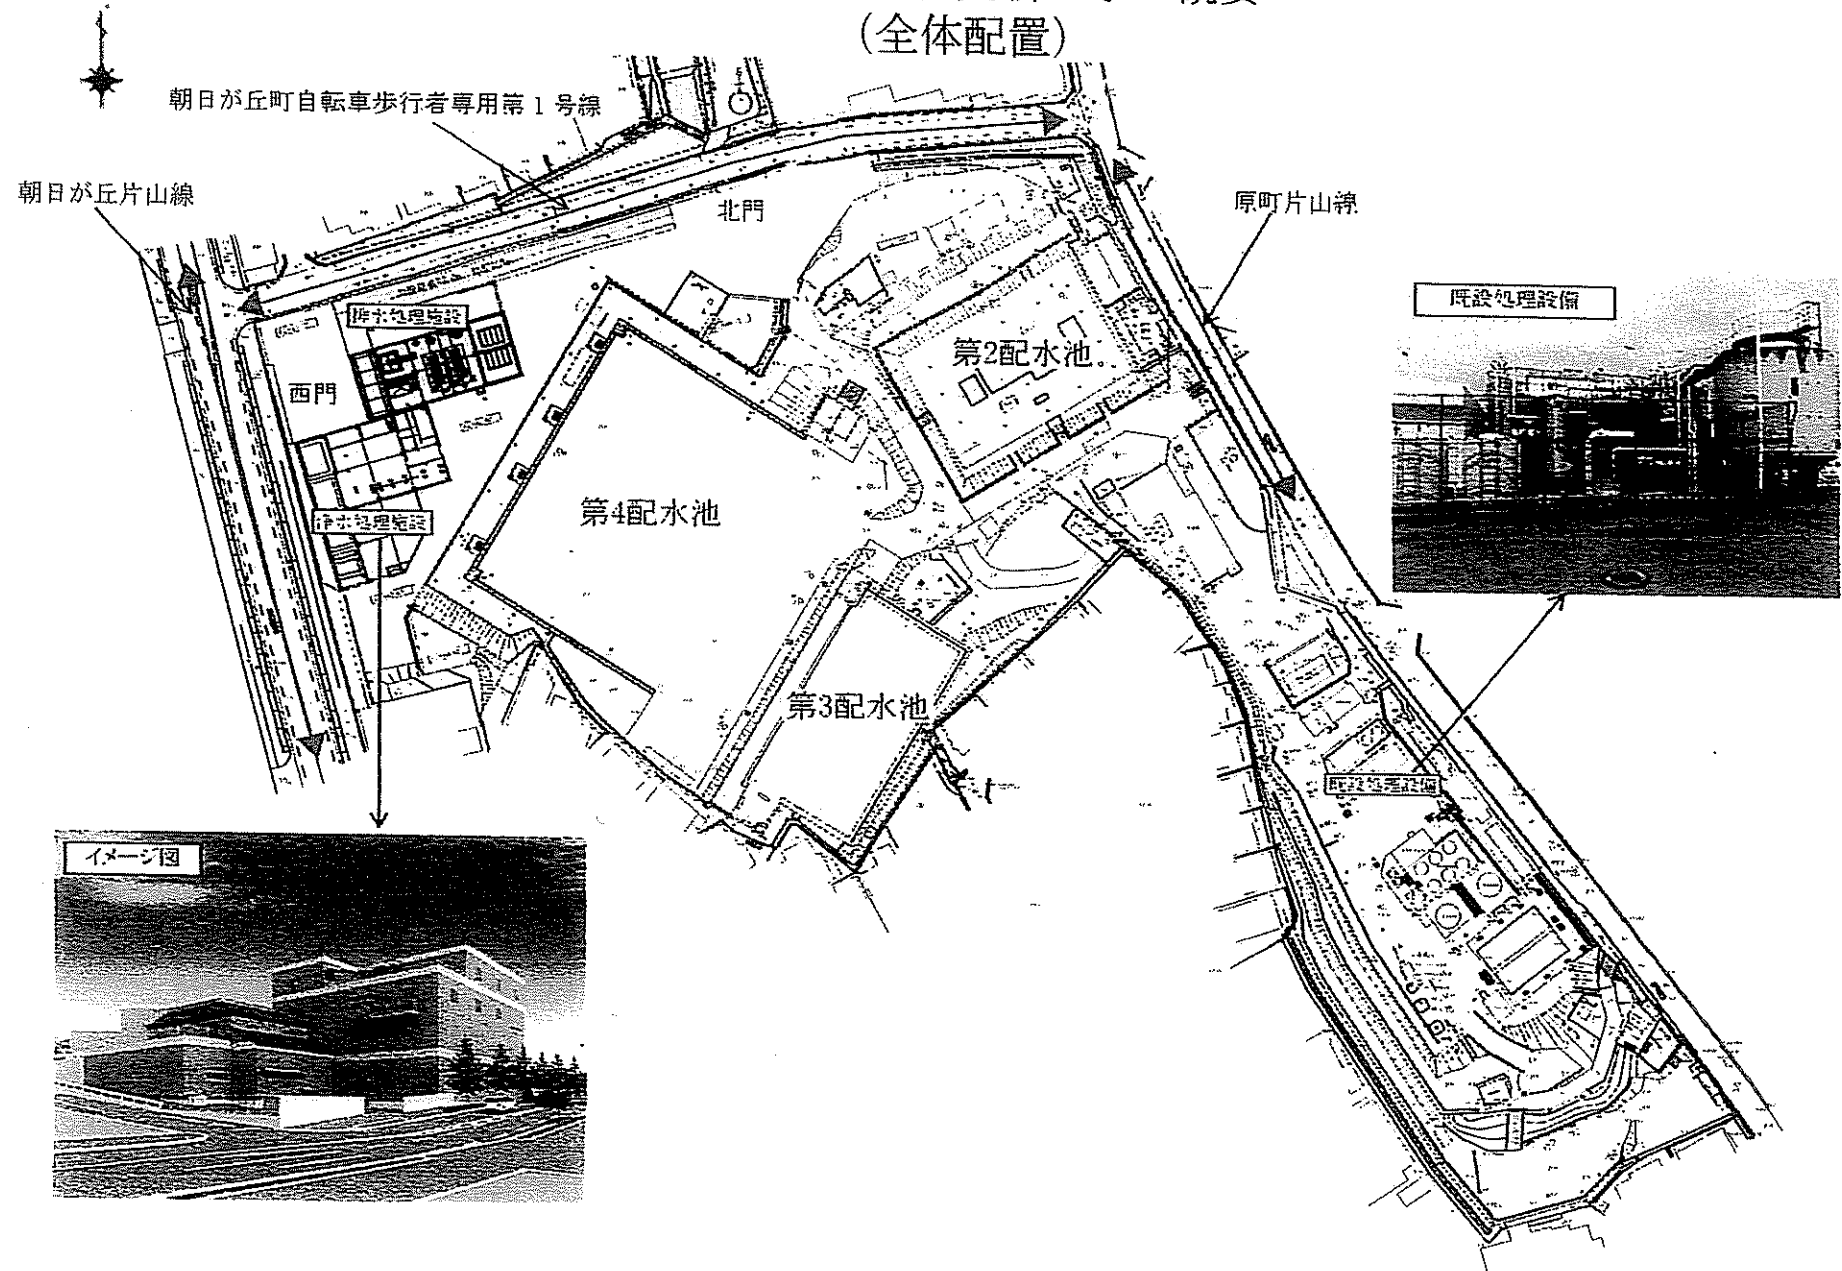 (全体配置)
朝日が丘町自転車歩行者専用第1号線
朝日が丘片山線
北門
原町片山線
既設処理設備
排水処理施設
第2配水池
西門
第4配水池
浄水処理施設
第3配水池
既設処理設備
イメージ図